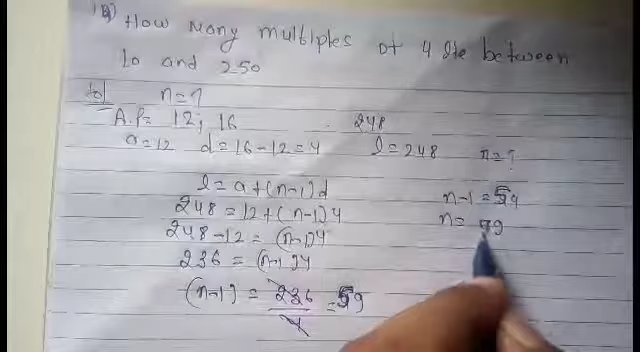 How Many multiples of 4 lie between
10 and 250
Sol n=?
A.P= 12, 16 248
a=12 d=16-12=4 l=248 n=?
l=a+(n-1)d
248=12+(n-1)4
248-12=(n-1)4
236=(n-1)4
(n-1)=236/4=59
n-1=59
n=